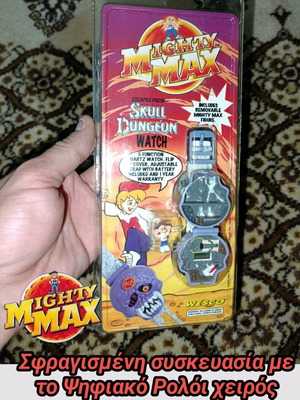 MIGHTY
MAX
ESCAPES FROM
SKULL
DUNGEON
WATCH
5 FUNCTION
QUARTZ WATCH, FLIP
COVER. ADJUSTABLE
STRAP WITH BATTERY
INCLUDED AND 1 YEAR
WARRANTY.
INCLUDES
REMOVABLE
MIGHTY MAX
FIGURE.
WESCO
MIGHTY
MAX
Σφραγισμένη συσκευασία με
το Ψηφιακό Ρολόι χειρός